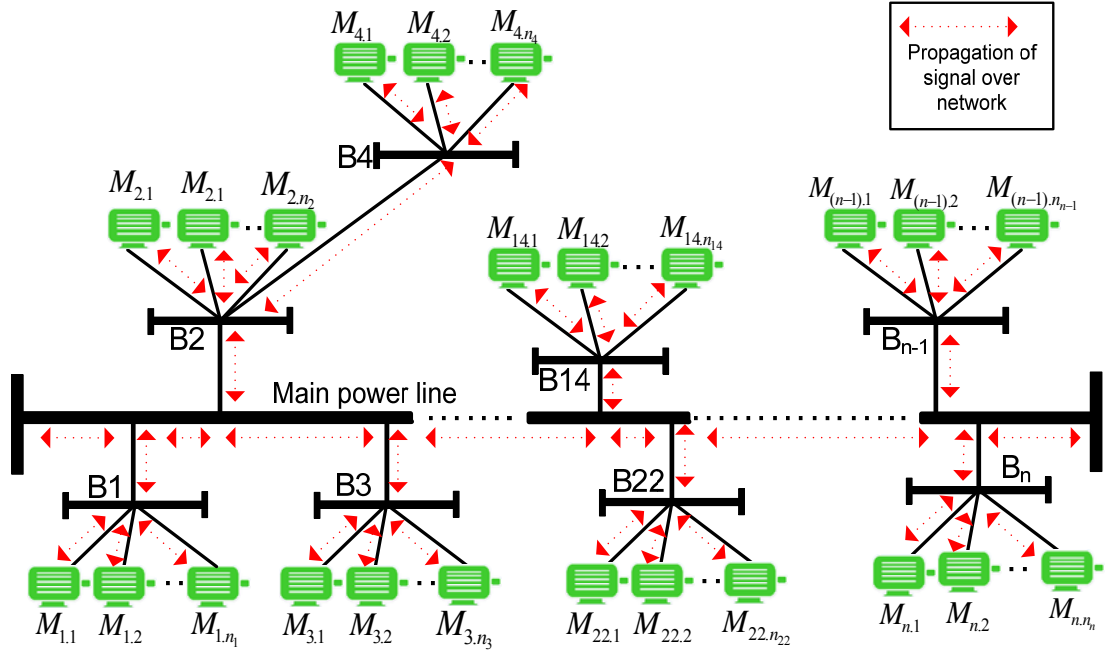 M4.1 M4.2 M4.n4
Propagation of
signal over
network
B4
M2.1 M2.1 M2.n2
M14.1 M14.2 M14.n14
M(n−1).1 M(n−1).2 M(n−1).nn−1
B2
B14
Bn-1
Main power line
B1
B3
B22
Bn
M1.1 M1.2 M1.n1
M3.1 M3.2 M3.n3
M22.1 M22.2 M22.n22
Mn.1 Mn.2 Mn.nn